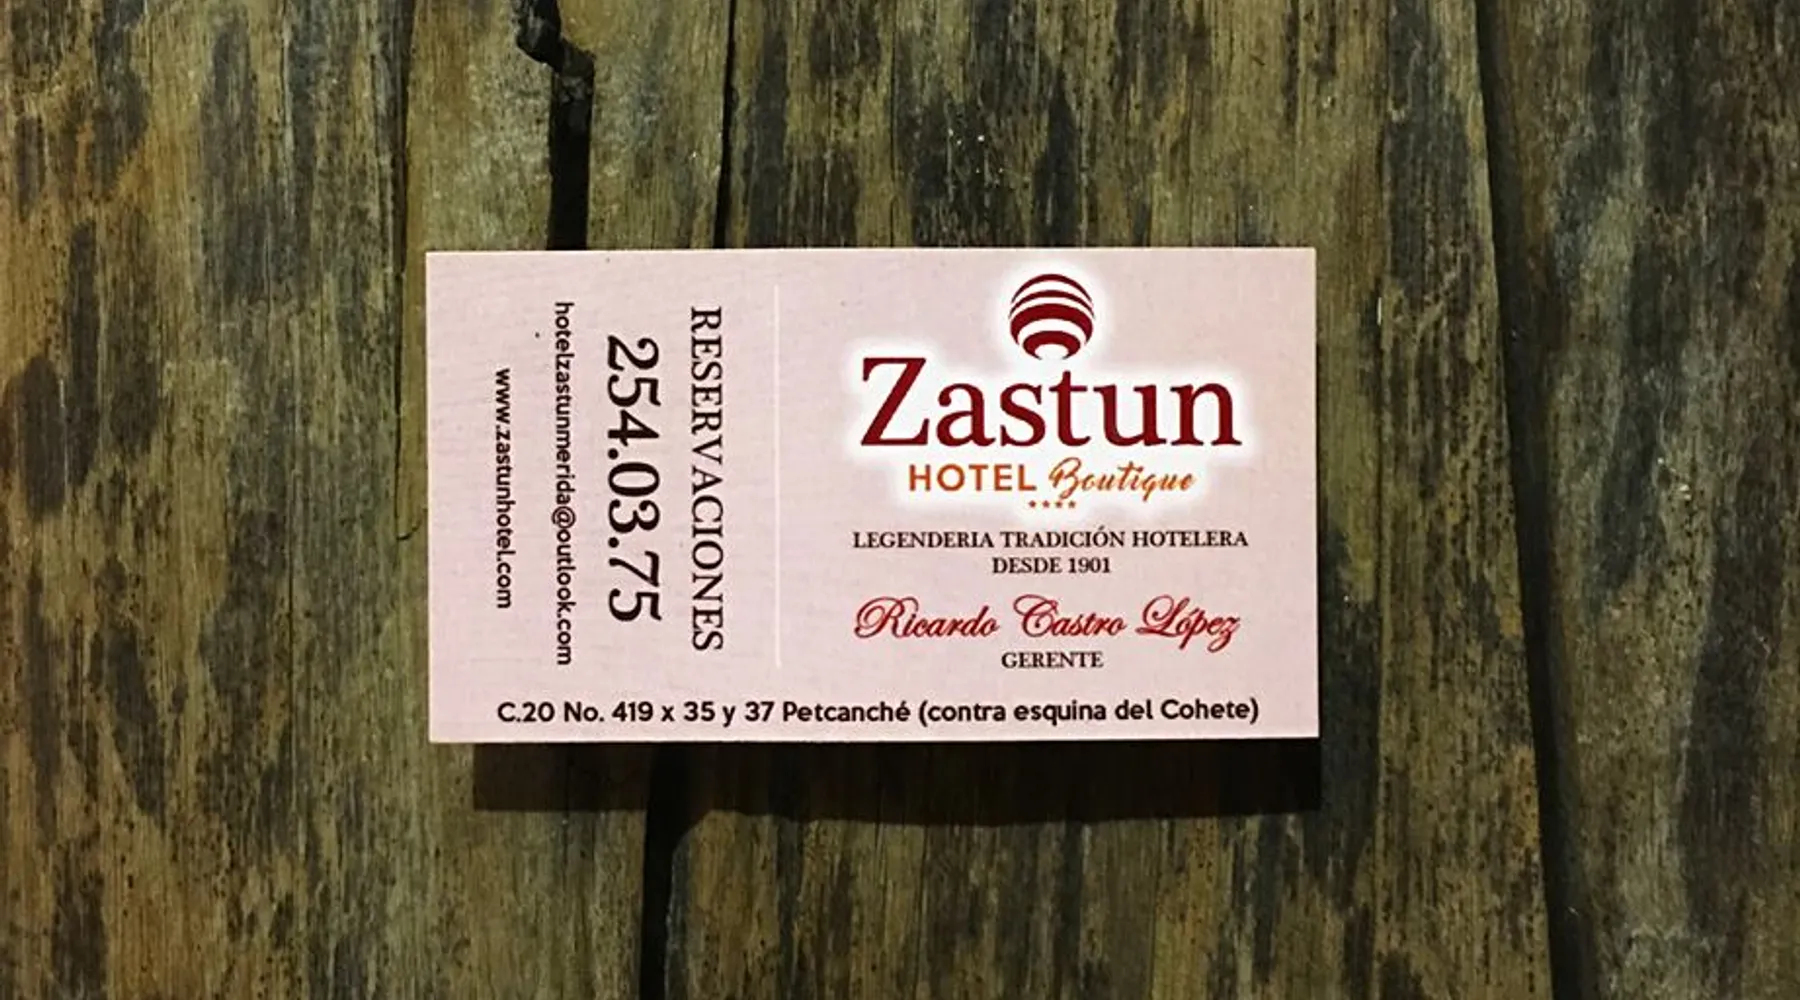 Zastun
HOTEL Boutique
LEGENDERIA TRADICIÓN HOTELERA
DESDE 1901
Ricardo Castro López
GERENTE
RESERVACIONES
254.03.75
hotelzastunmerida@outlook.com
www.zastunhotel.com
C.20 No. 419 x 35 y 37 Petcanché (contra esquina del Cohete)